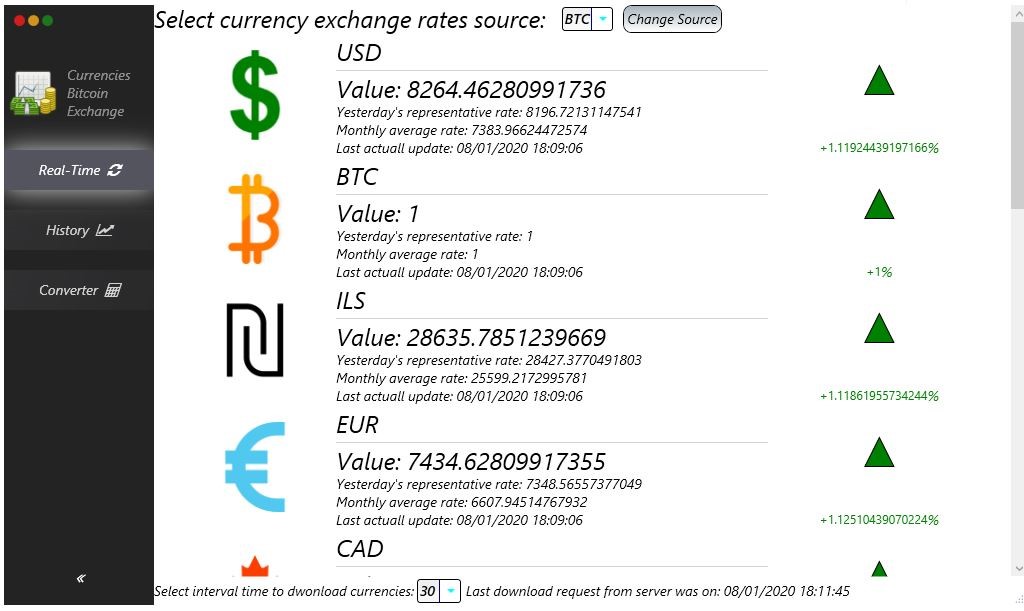 Select currency exchange rates source: BTC Change Source
Currencies
Bitcoin
Exchange
Real-Time
History
Converter
«
USD
Value: 8264.46280991736
Yesterday's representative rate: 8196.72131147541
Monthly average rate: 7383.96624472574
Last actuall update: 08/01/2020 18:09:06
+1.11924439197166%
BTC
Value: 1
Yesterday's representative rate: 1
Monthly average rate: 1
Last actuall update: 08/01/2020 18:09:06
+1%
ILS
Value: 28635.7851239669
Yesterday's representative rate: 28427.3770491803
Monthly average rate: 25599.2172995781
Last actuall update: 08/01/2020 18:09:06
+1.1186195573​4244%
EUR
Value: 7434.62809917355
Yesterday's representative rate: 7348.56557377049
Monthly average rate: 6607.94514767932
Last actuall update: 08/01/2020 18:09:06
+1.1251043907​0224%
CAD
Select interval time to dwonload currencies: 30 Last download request from server was on: 08/01/2020 18:11:45